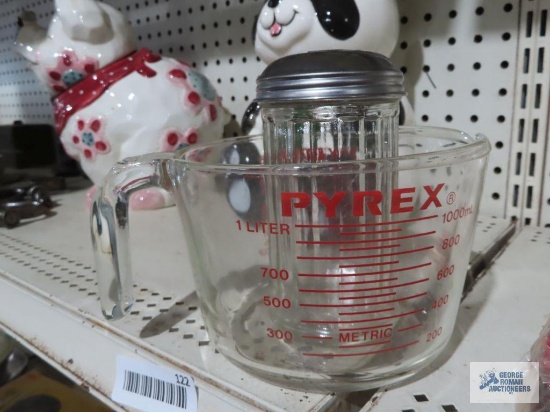 PYREX®
1 LITER
1000mL
800
700
600
500
400
300
METRIC
200
122
GEORGE
ROMAN
AUCTIONEERS